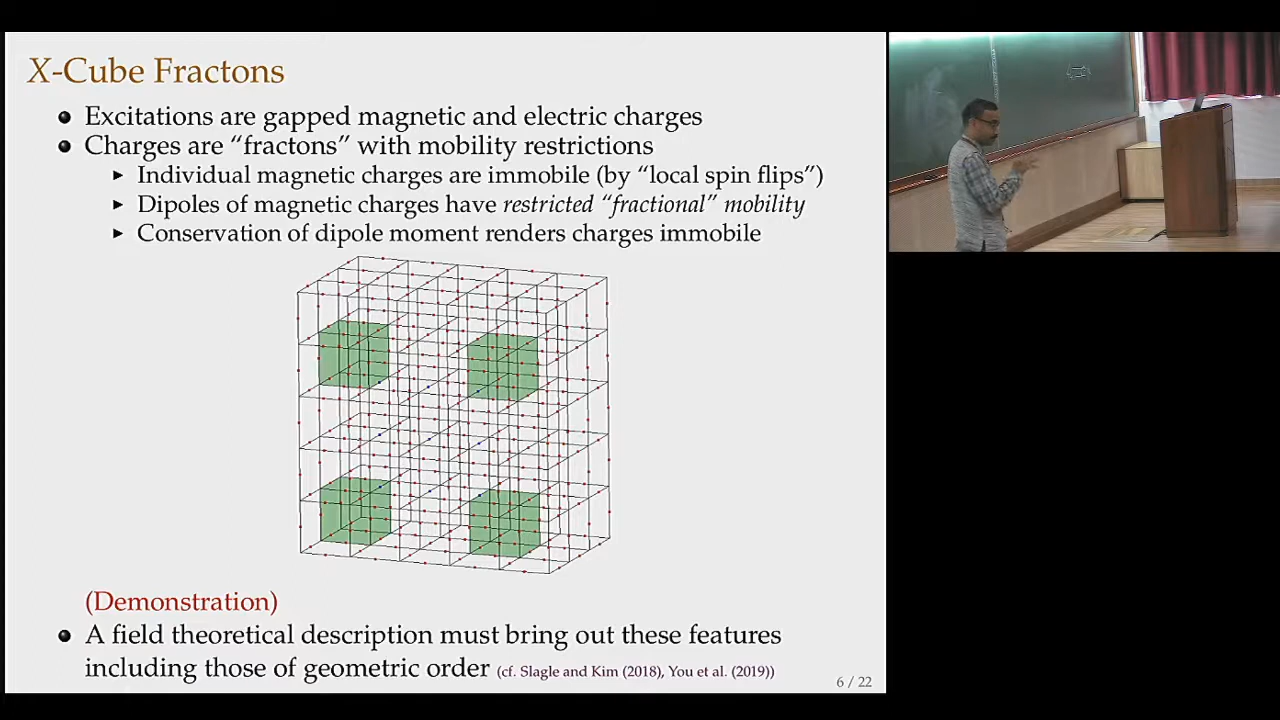 X-Cube Fractons
Excitations are gapped magnetic and electric charges
Charges are “fractons” with mobility restrictions
Individual magnetic charges are immobile (by “local spin flips”)
Dipoles of magnetic charges have restricted “fractional” mobility
Conservation of dipole moment renders charges immobile
(Demonstration)
A field theoretical description must bring out these features
including those of geometric order (cf. Slagle and Kim (2018), You et al. (2019))
6 / 22